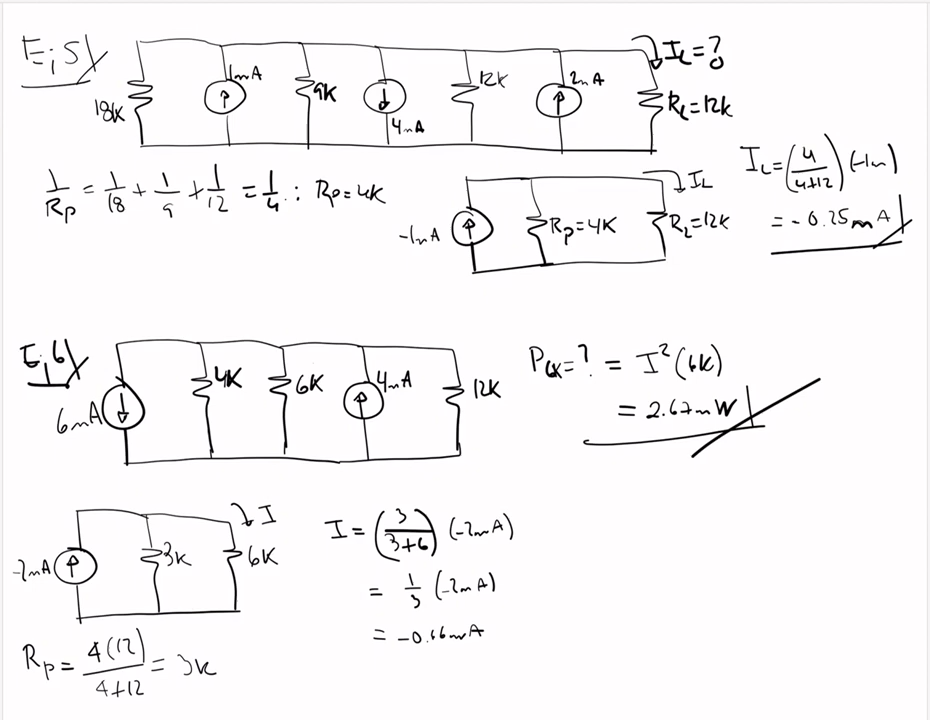 E;5)
18K
1mA
9K
4mA
12K
2mA
IL=?
RL=12K
1/Rp = 1/18 + 1/9 + 1/12 = 1/4 ∴ Rp=4K
-1mA
Rp=4K
IL
RL=12K
IL=(4/(4+12))(-1m)
= -0.25mA
E;6)
6mA
4K
6K
4mA
12K
P6K=? = I²(6K)
= 2.67mW
-2mA
3K
I
6K
I = (3/(3+6))(-2mA)
= 1/3 (-2mA)
= -0.66mA
Rp = 4(12)/(4+12) = 3K